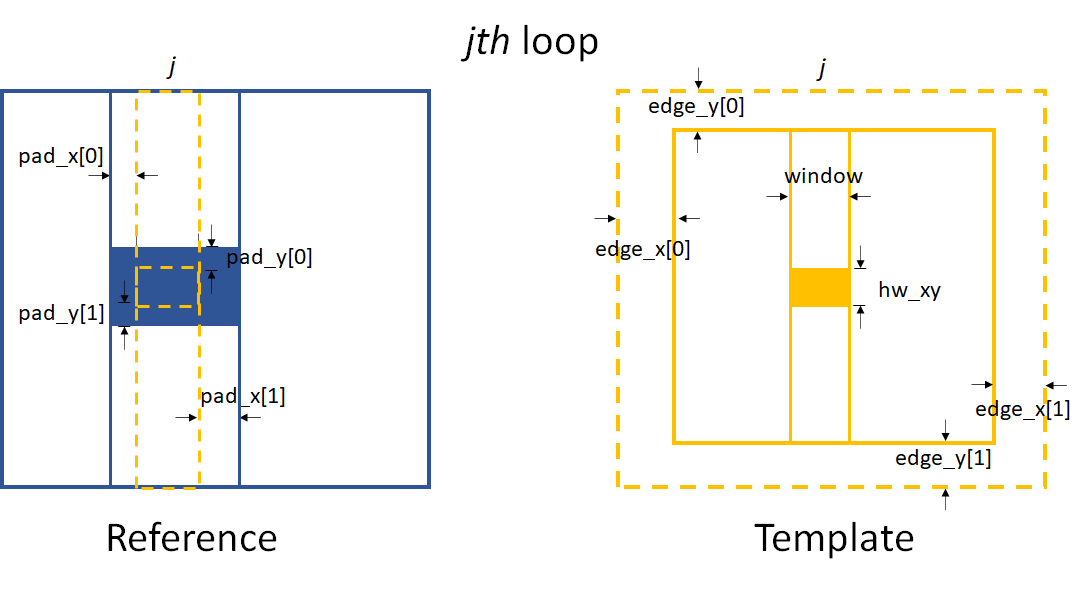 jth loop
j
j
edge_y[0]
pad_x[0]
window
edge_x[0]
pad_y[0]
hw_xy
pad_y[1]
pad_x[1]
edge_x[1]
edge_y[1]
Reference
Template